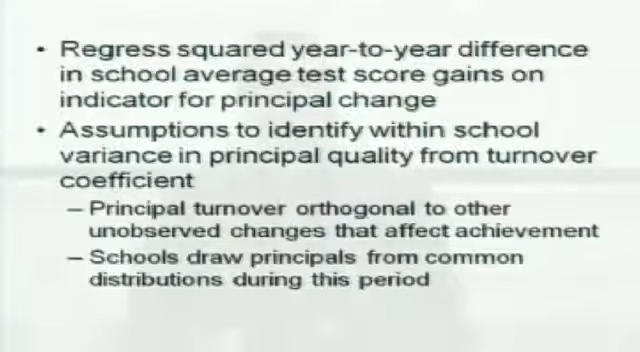 • Regress squared year-to-year difference
in school average test score gains on
indicator for principal change
• Assumptions to identify within school
variance in principal quality from turnover
coefficient
– Principal turnover orthogonal to other
unobserved changes that affect achievement
– Schools draw principals from common
distributions during this period